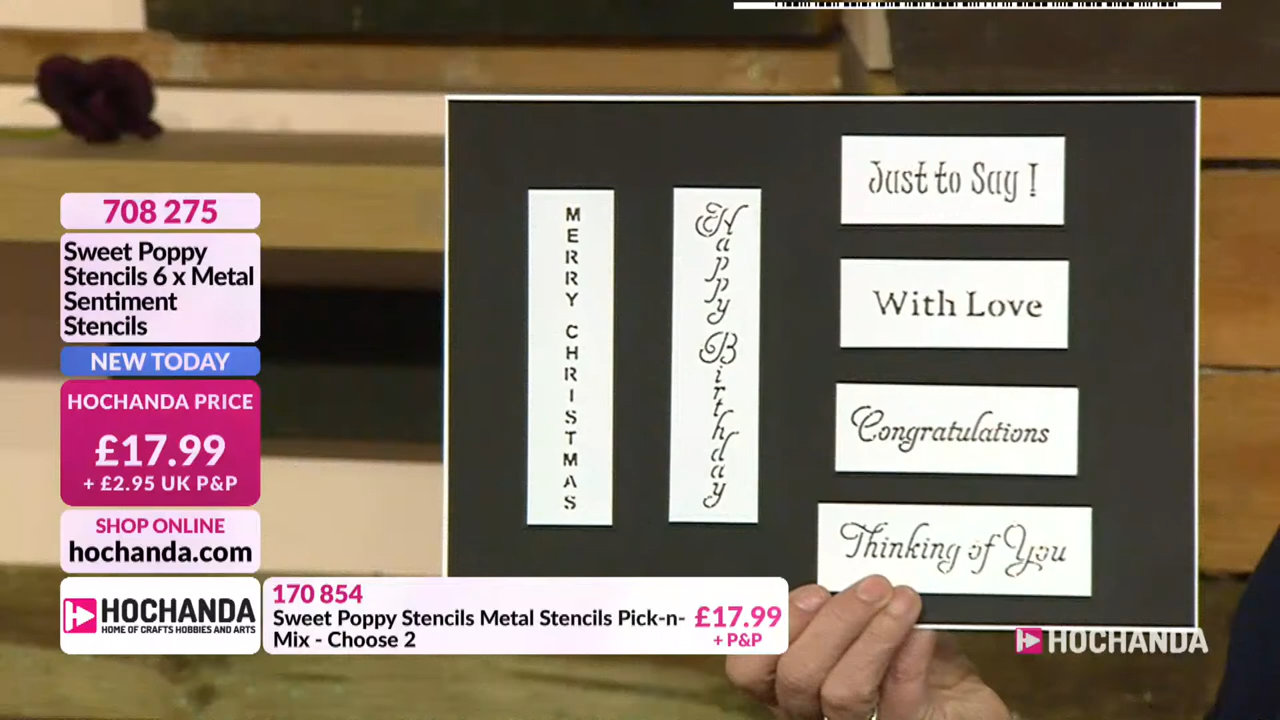 708 275
Sweet Poppy
Stencils 6 x Metal
Sentiment
Stencils
NEW TODAY
HOCHANDA PRICE
£17.99
+ £2.95 UK P&P
SHOP ONLINE
hochanda.com
HOCHANDA
HOME OF CRAFTS HOBBIES AND ARTS
170 854
Sweet Poppy Stencils Metal Stencils Pick-n-
Mix - Choose 2
£17.99
+ P&P
MERRY CHRISTMAS
Happy Birthday
Just to Say !
With Love
Congratulations
Thinking of You
HOCHANDA